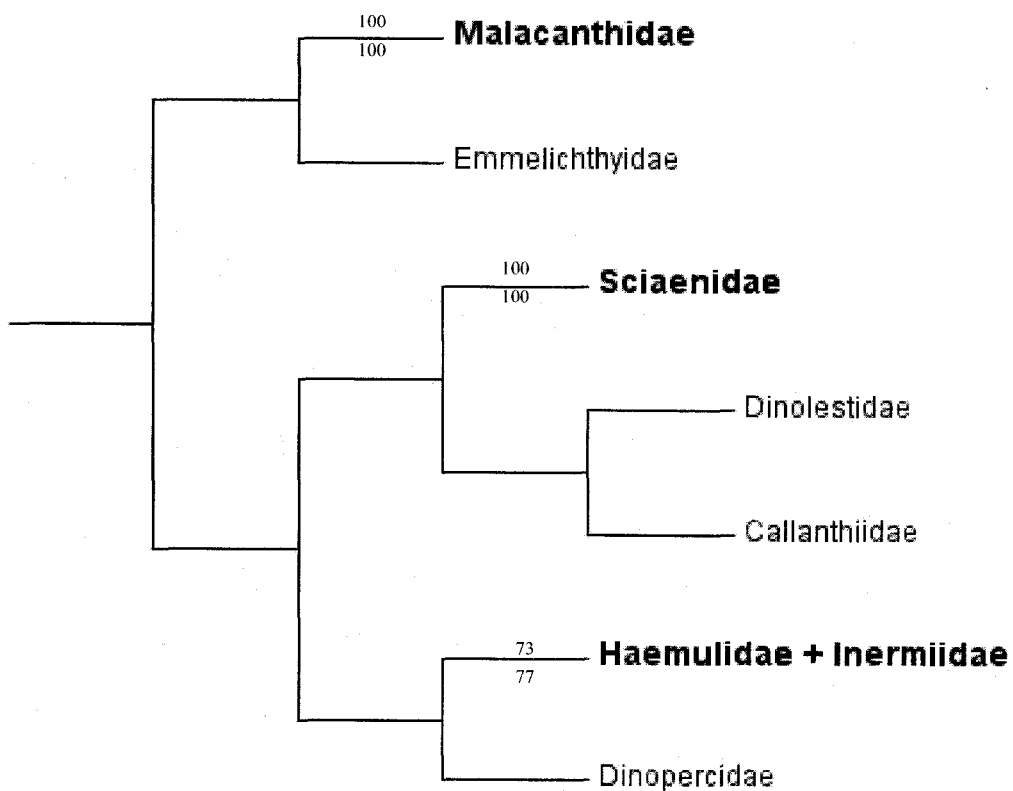 100
Malacanthidae
100
Emmelichthyidae
100
Sciaenidae
100
Dinolestidae
Callanthiidae
73
Haemulidae + Inermiidae
77
Dinopercidae